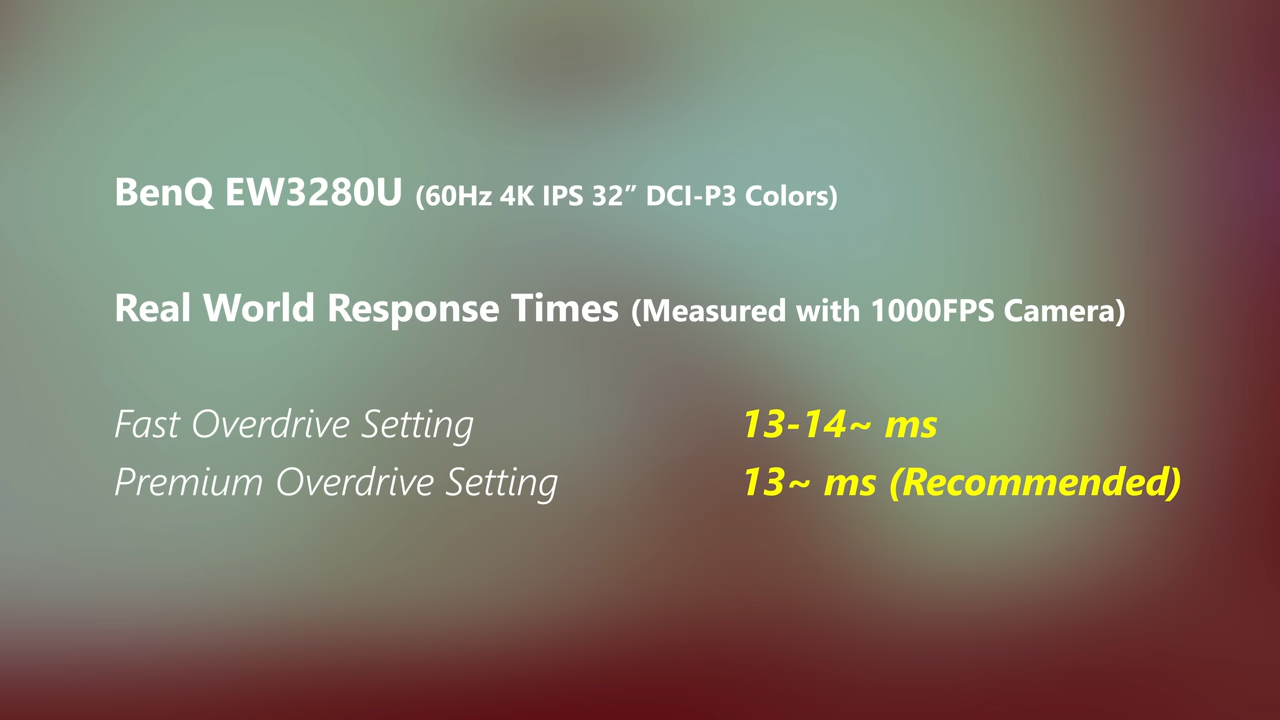 BenQ EW3280U (60Hz 4K IPS 32” DCI-P3 Colors)
Real World Response Times (Measured with 1000FPS Camera)
Fast Overdrive Setting 13-14~ ms
Premium Overdrive Setting 13~ ms (Recommended)